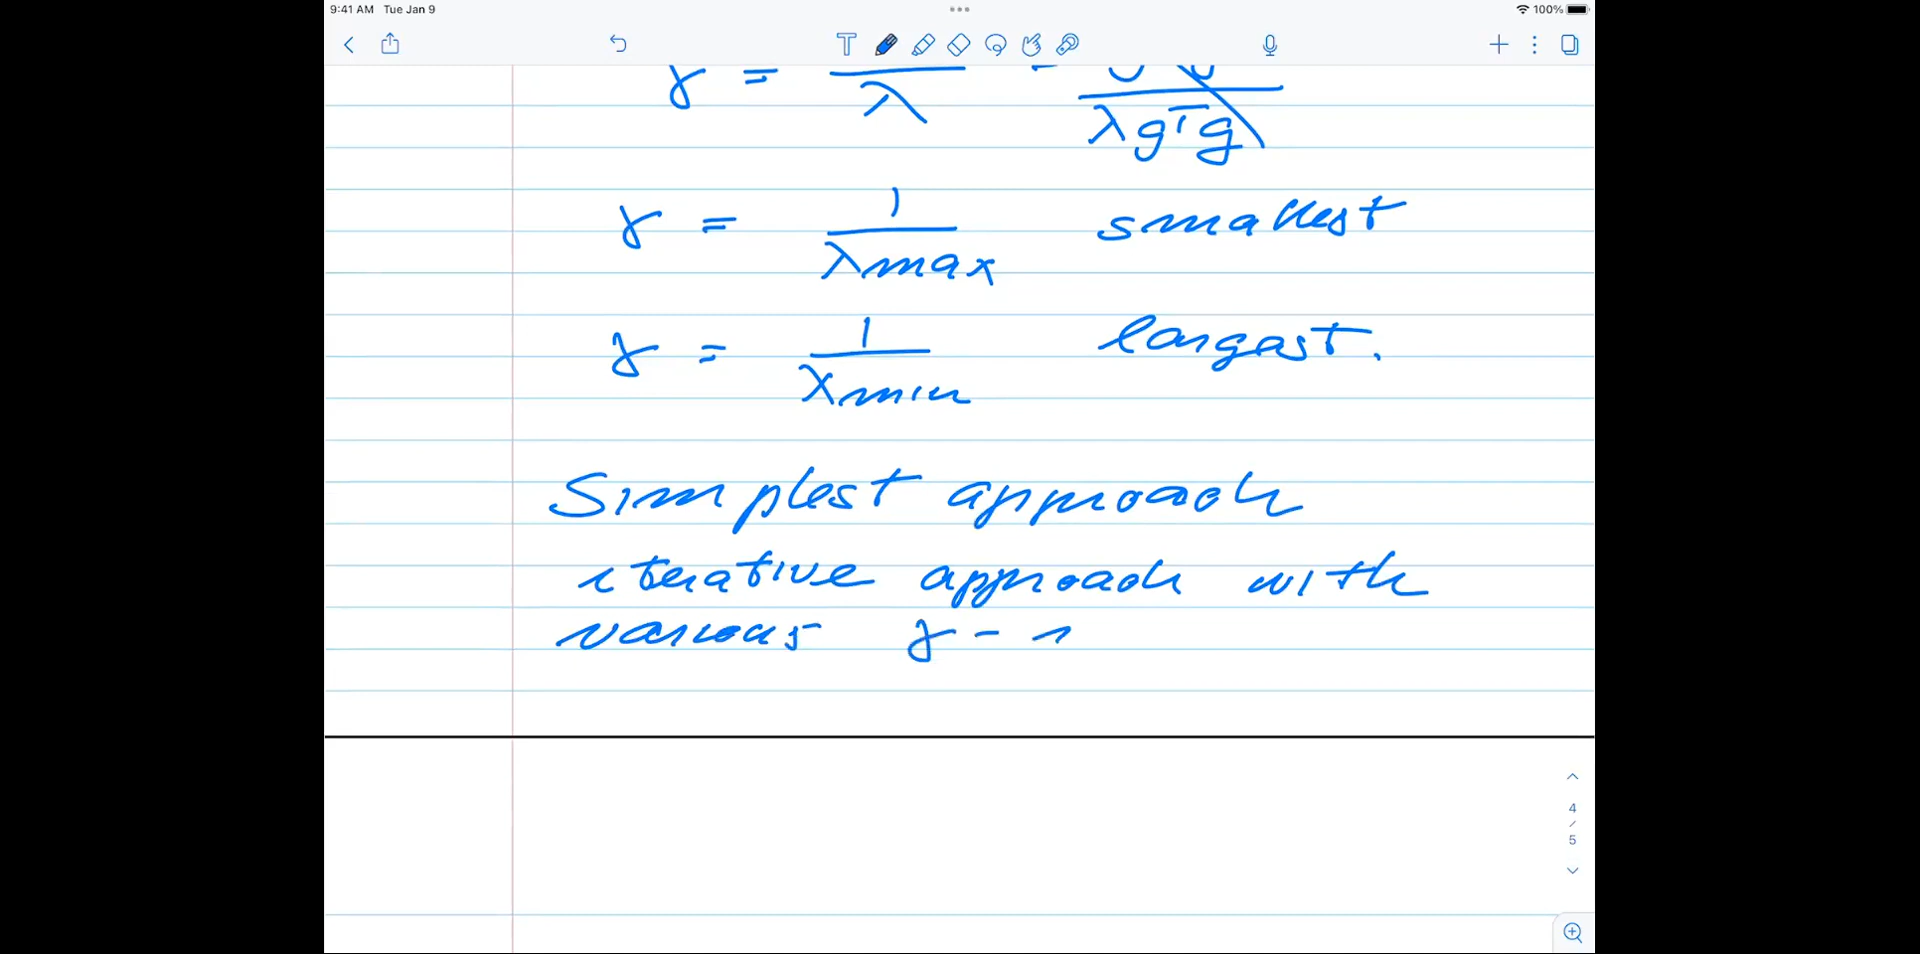 9:41 AM Tue Jan 9
100%
γ = / λ = / λ gᵀg
γ = 1 / λmax smallest
γ = 1 / λmin largest.
Simplest approach
iterative approach with
various γ -
4
/
5